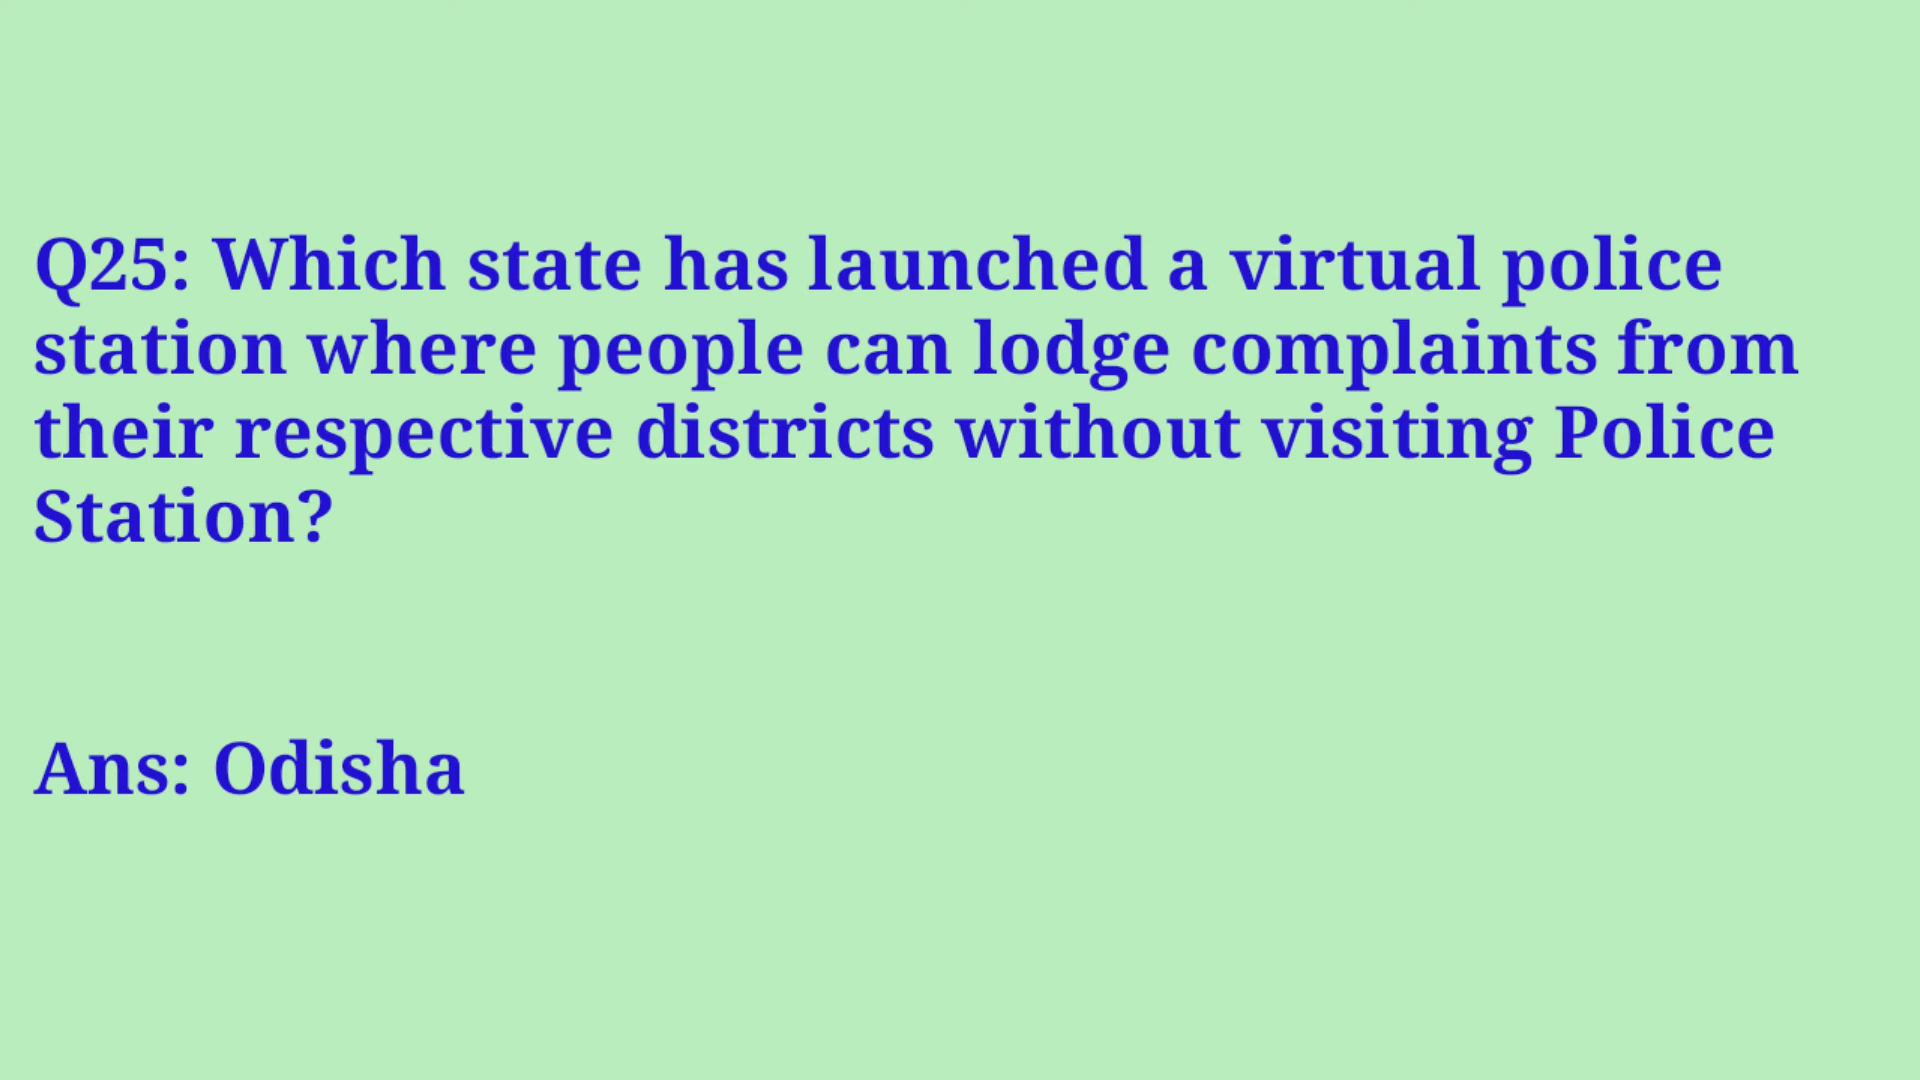 Q25: Which state has launched a virtual police
station where people can lodge complaints from
their respective districts without visiting Police
Station?
Ans: Odisha